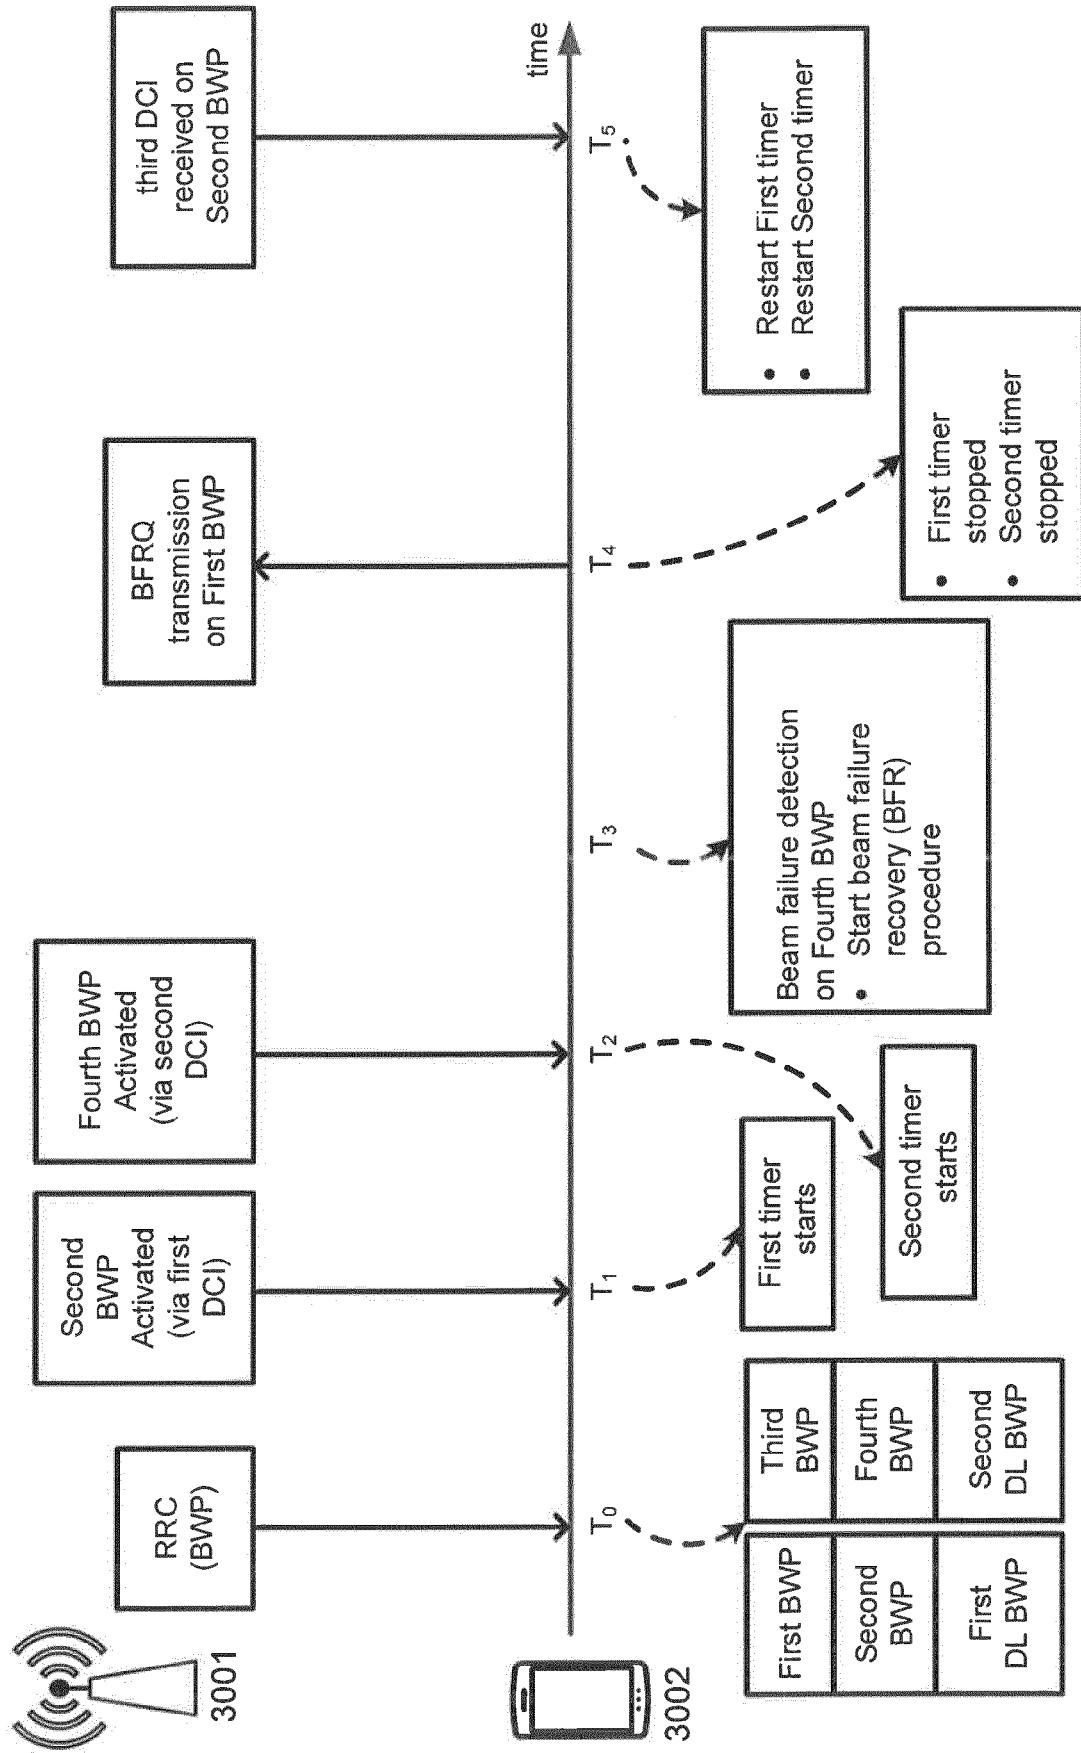 3001
RRC
(BWP)
Second
BWP
Activated
(via first
DCI)
Fourth BWP
Activated
(via second
DCI)
BFRQ
transmission
on First BWP
third DCI
received on
Second BWP
3002
time
T0
T1
T2
T3
T4
T5
First BWP
Second
BWP
First
DL BWP
Third
BWP
Fourth
BWP
Second
DL BWP
First timer
starts
Second timer
starts
Beam failure detection
on Fourth BWP
• Start beam failure
recovery (BFR)
procedure
• First timer
stopped
• Second timer
stopped
• Restart First timer
• Restart Second timer